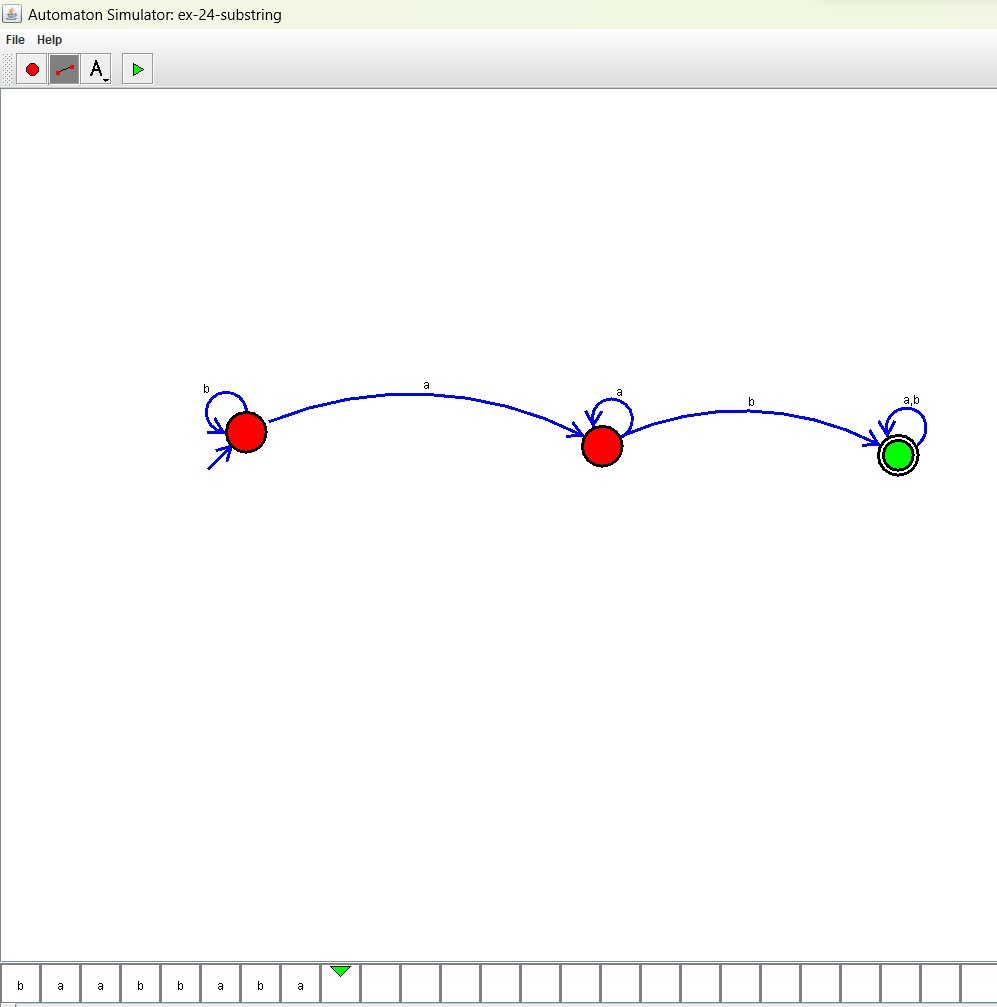 Automaton Simulator: ex-24-substring
File Help
A
b
a
a
b
a,b
b a a b b a b a